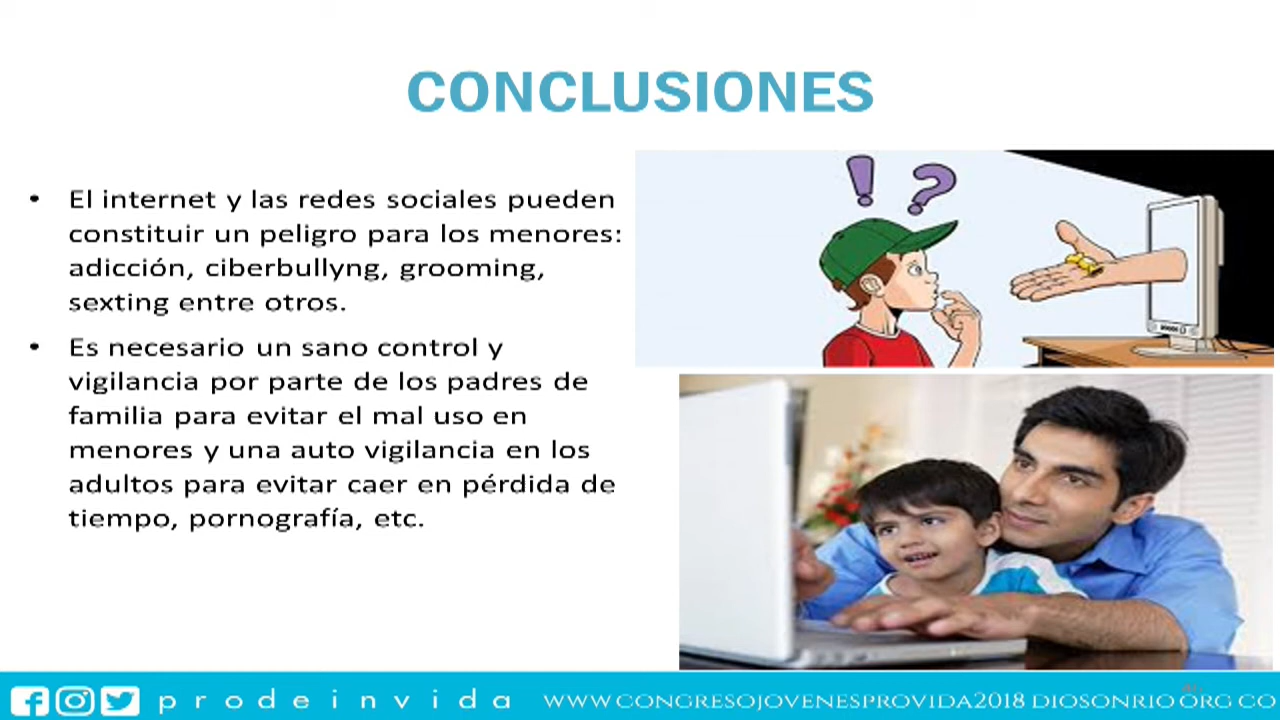 CONCLUSIONES
• El internet y las redes sociales pueden
constituir un peligro para los menores:
adicción, ciberbullyng, grooming,
sexting entre otros.
• Es necesario un sano control y
vigilancia por parte de los padres de
familia para evitar el mal uso en
menores y una auto vigilancia en los
adultos para evitar caer en pérdida de
tiempo, pornografía, etc.
! ?
prodeinvida
WWW.CONGRESOJOVENESPROVIDA2018 DIOSONRIO ORG CO